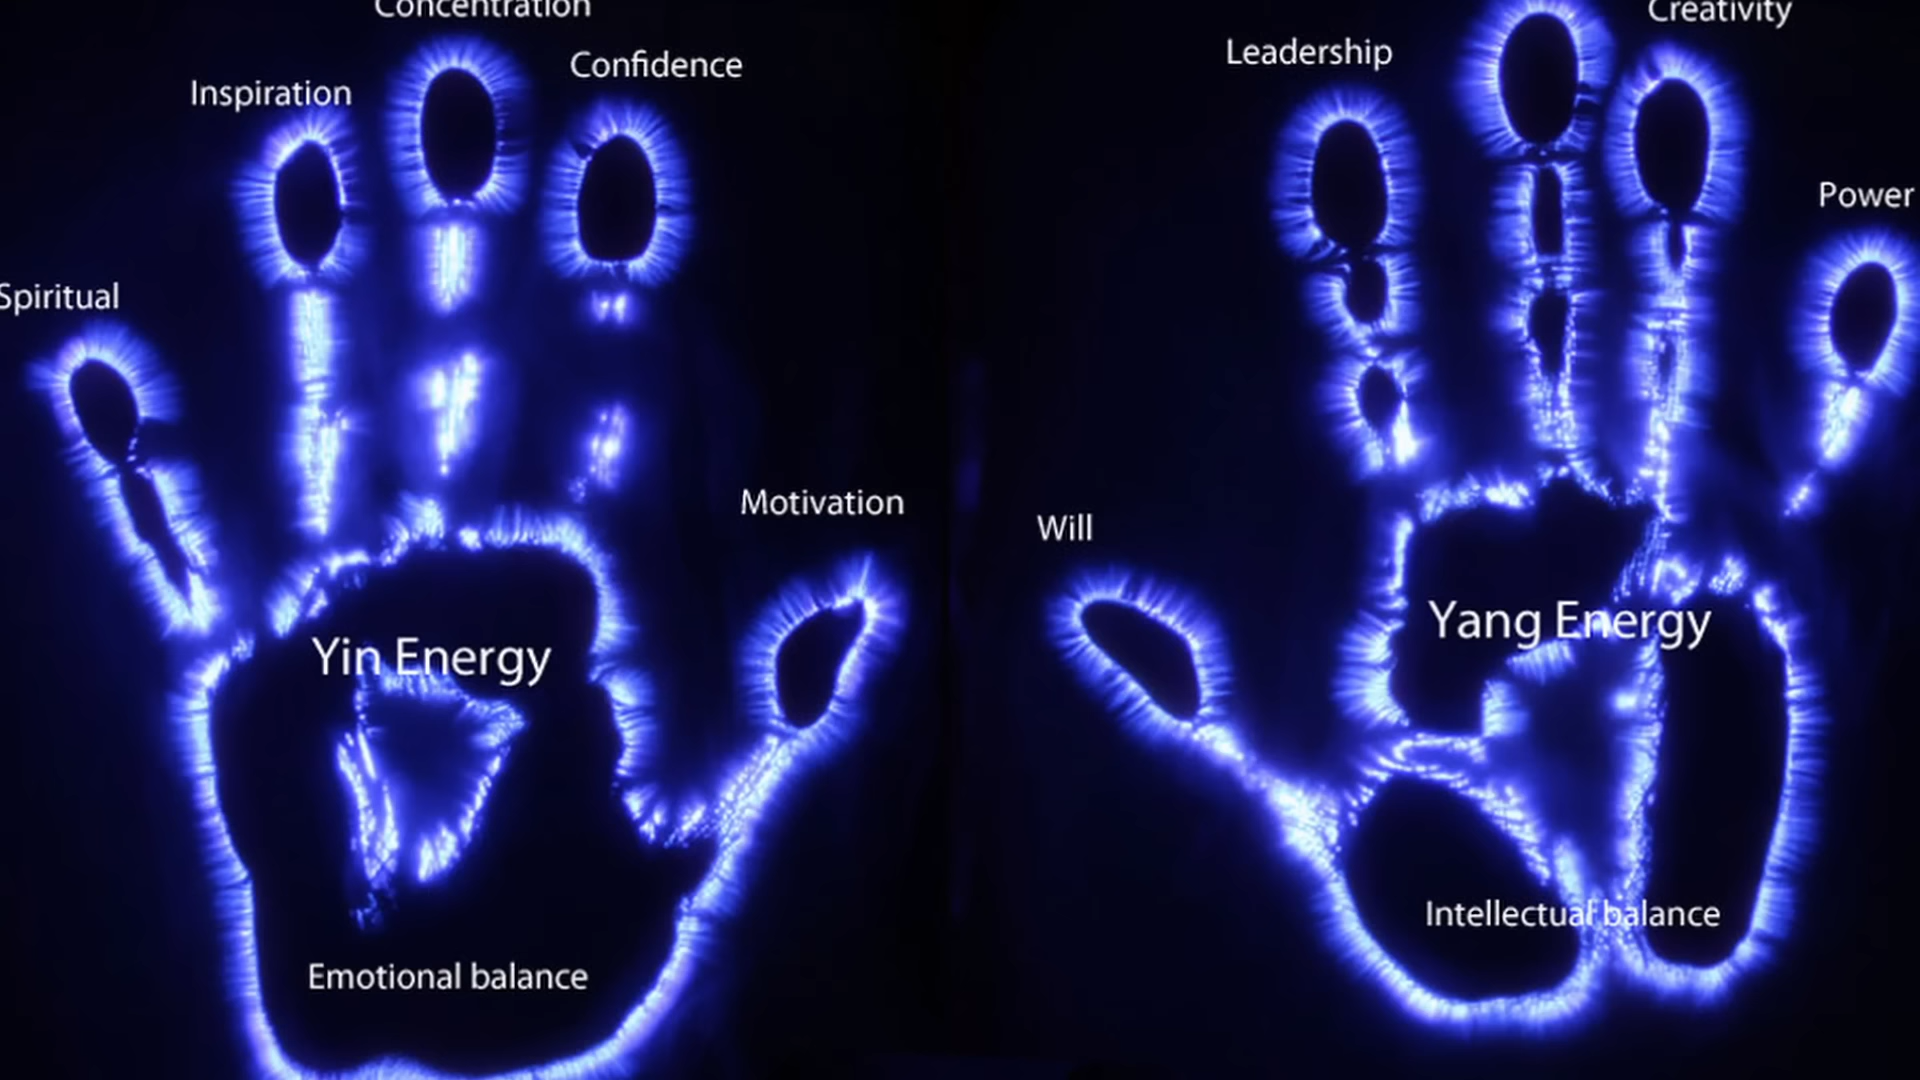 Concentration
Confidence
Inspiration
Spiritual
Motivation
Yin Energy
Emotional balance
Creativity
Leadership
Power
Will
Yang Energy
Intellectual balance